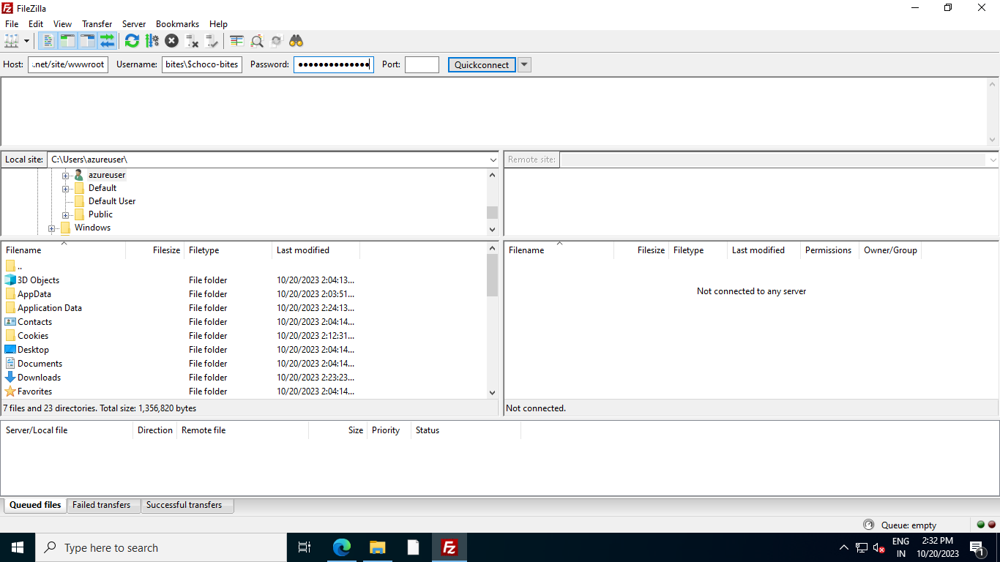 FileZilla
File Edit View Transfer Server Bookmarks Help
Host: .net/site/wwwroot Username: bites\$choco-bites Password: ●●●●●●●●●●●●●● Port: Quickconnect
Local site: C:\Users\azureuser\
azureuser
Default
Default User
Public
Windows
Remote site:
Filename Filesize Filetype Last modified
..
3D Objects File folder 10/20/2023 2:04:13...
AppData File folder 10/20/2023 2:03:51...
Application Data File folder 10/20/2023 2:24:13...
Contacts File folder 10/20/2023 2:04:14...
Cookies File folder 10/20/2023 2:12:31...
Desktop File folder 10/20/2023 2:04:14...
Documents File folder 10/20/2023 2:04:14...
Downloads File folder 10/20/2023 2:23:23...
Favorites File folder 10/20/2023 2:04:14...
7 files and 23 directories. Total size: 1,356,820 bytes
Filename Filesize Filetype Last modified Permissions Owner/Group
Not connected to any server
Not connected.
Server/Local file Direction Remote file Size Priority Status
Queued files Failed transfers Successful transfers
Queue: empty
Type here to search
ENG
IN
2:32 PM
10/20/2023
1